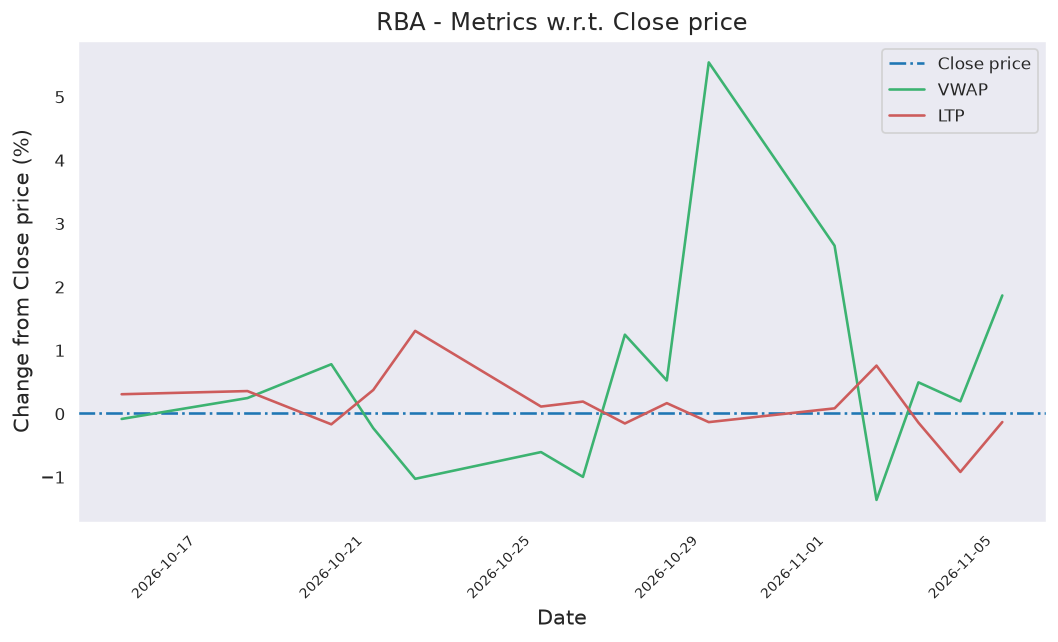 RBA - Metrics w.r.t. Close price
Close price
VWAP
LTP
Change from Close price (%)
5
4
3
2
1
0
−1
2026-10-17
2026-10-21
2026-10-25
2026-10-29
2026-11-01
2026-11-05
Date